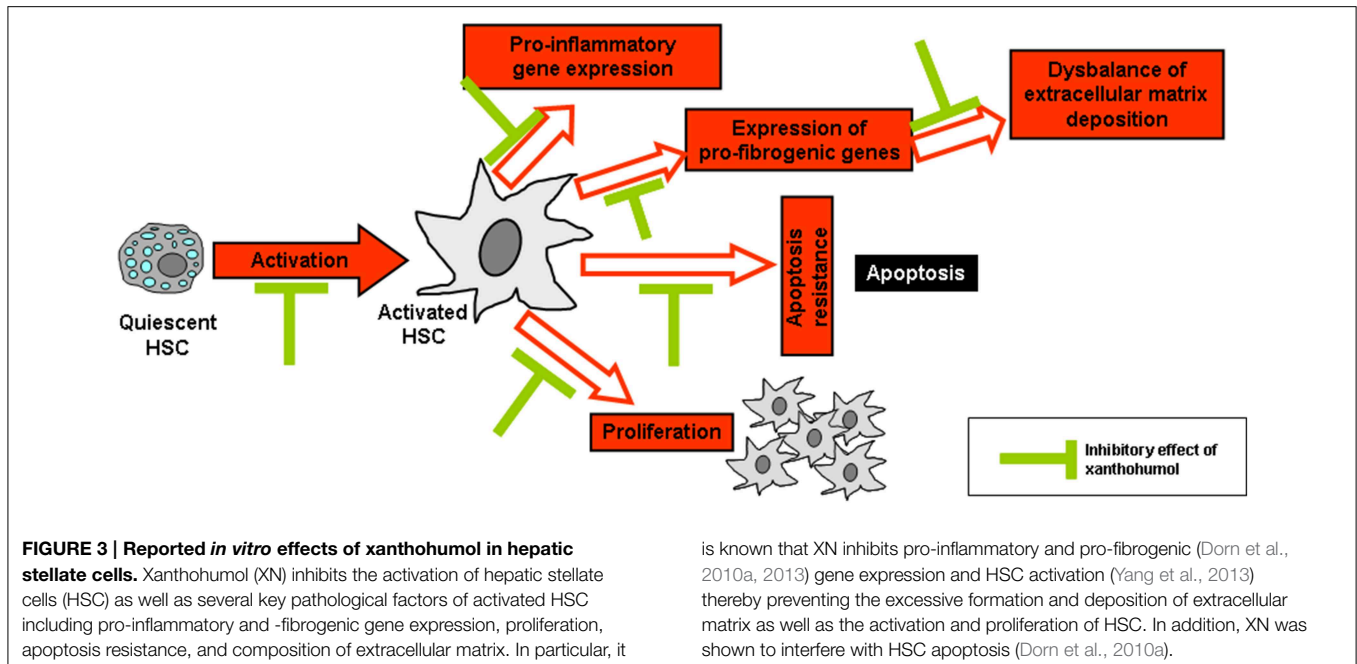 Pro-inflammatory
gene expression
Dysbalance of
extracellular matrix
deposition
Expression of
pro-fibrogenic genes
Activation
Quiescent
HSC
Activated
HSC
Apoptosis
resistance
Apoptosis
Proliferation
Inhibitory effect of
xanthohumol
FIGURE 3 | Reported in vitro effects of xanthohumol in hepatic
stellate cells. Xanthohumol (XN) inhibits the activation of hepatic stellate
cells (HSC) as well as several key pathological factors of activated HSC
including pro-inflammatory and -fibrogenic gene expression, proliferation,
apoptosis resistance, and composition of extracellular matrix. In particular, it
is known that XN inhibits pro-inflammatory and pro-fibrogenic (Dorn et al.,
2010a, 2013) gene expression and HSC activation (Yang et al., 2013)
thereby preventing the excessive formation and deposition of extracellular
matrix as well as the activation and proliferation of HSC. In addition, XN was
shown to interfere with HSC apoptosis (Dorn et al., 2010a).